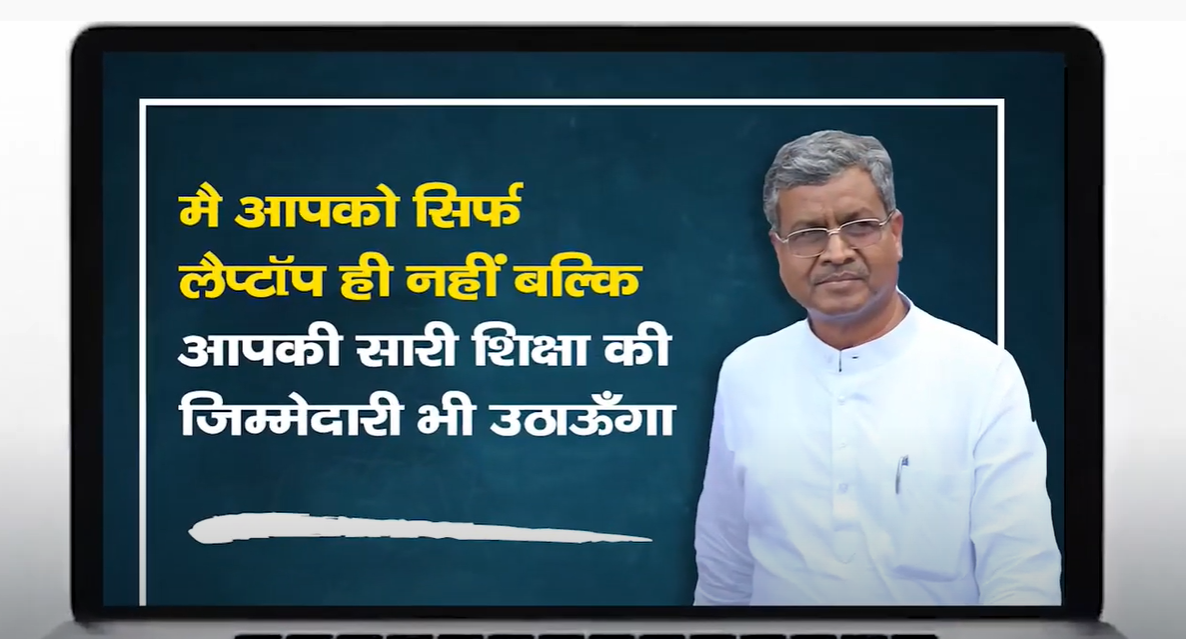 मै आपको सिर्फ
लैप्टॉप ही नहीं बल्कि
आपकी सारी शिक्षा की
जिम्मेदारी भी उठाऊँगा